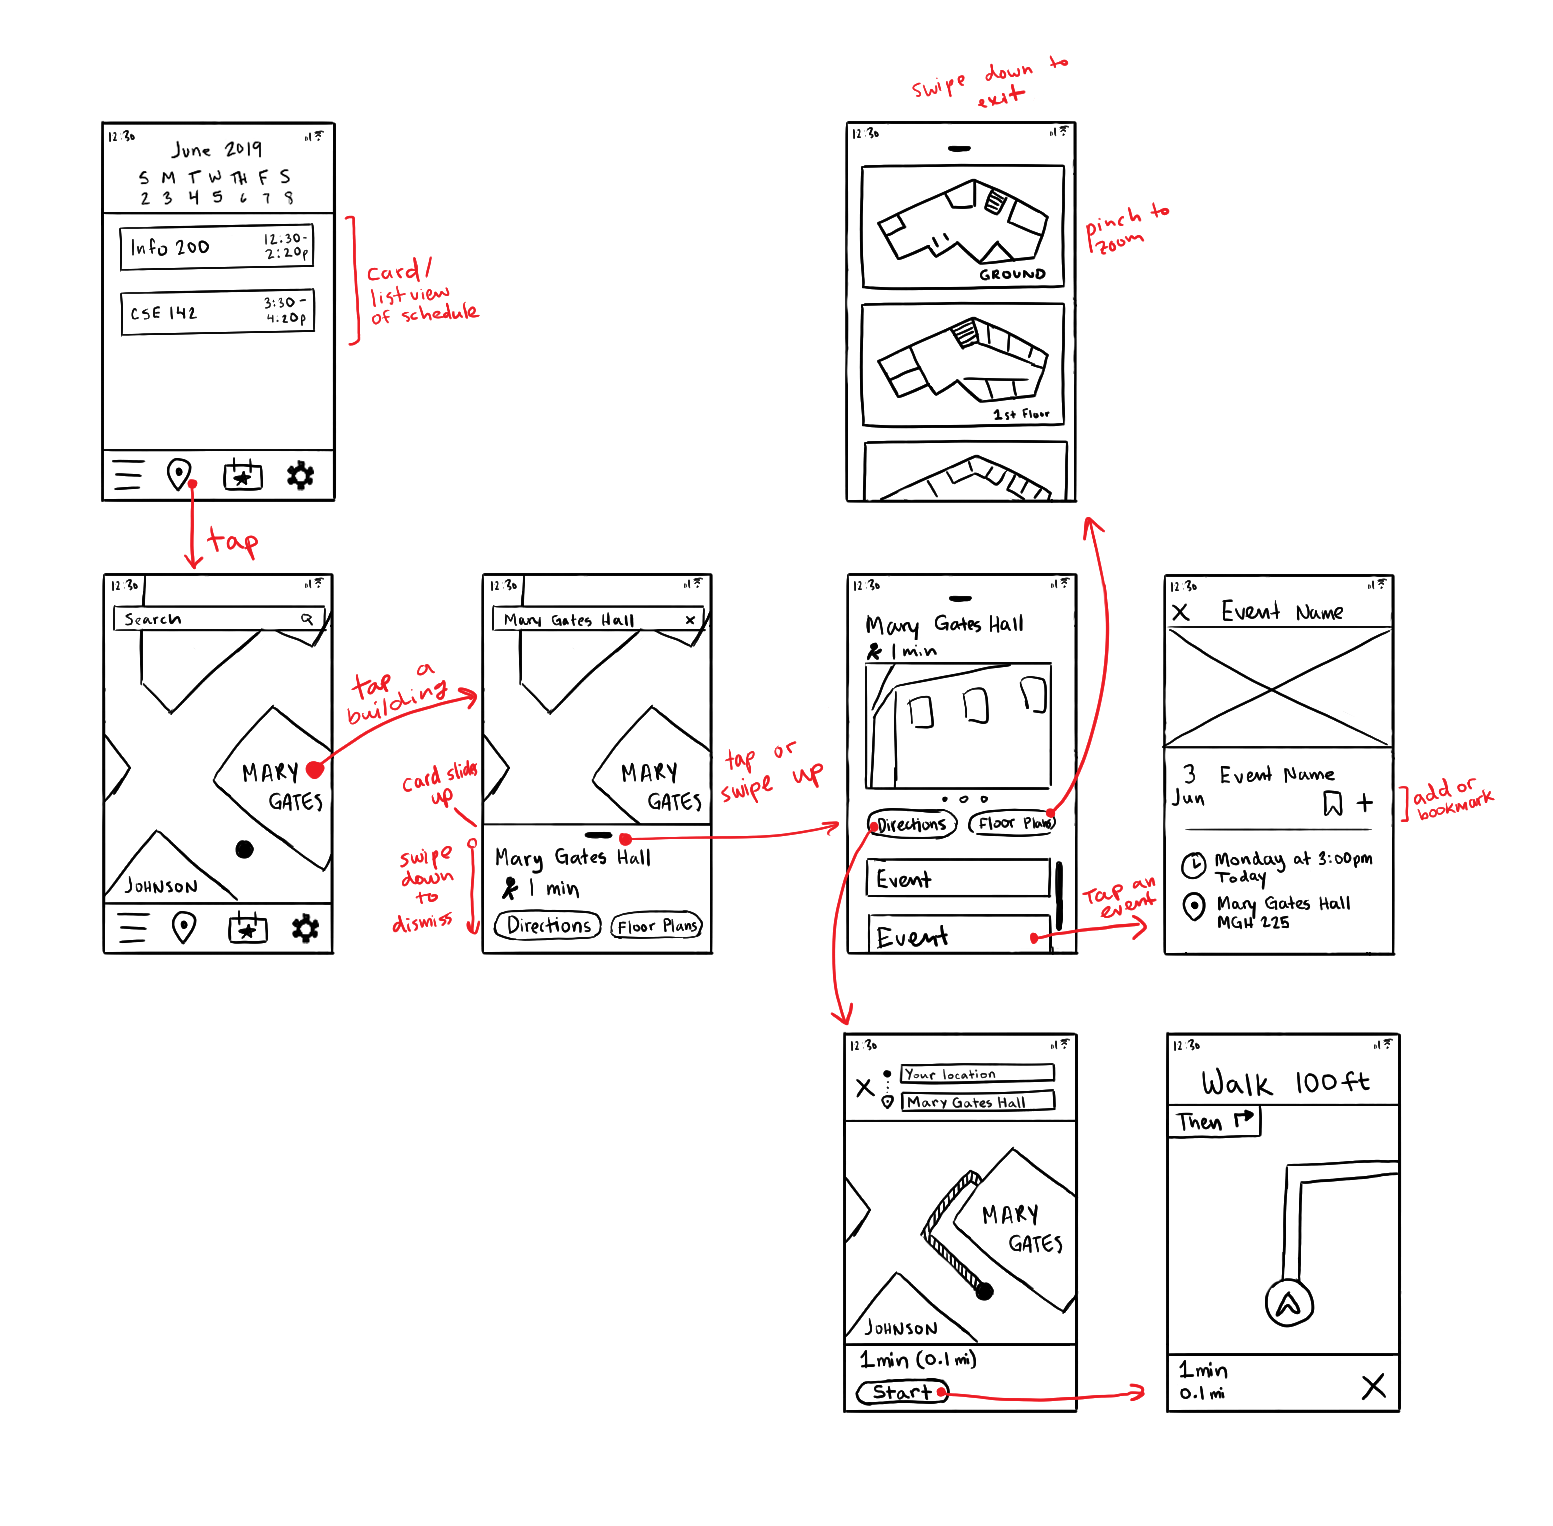 swipe down to
exit
12:30
June 2019
S M T W TH F S
2 3 4 5 6 7 8
Info 200
12.30-
2:20p
CSE 142
3:30-
4:20p
card/
list view
of schedule
tap
12:30
GROUND
1st Floor
pinch to
zoom
12:30
Search
MARY
GATES
JOHNSON
tap a
building
12:30
Mary Gates Hall x
MARY
GATES
card slides
up
swipe
down
to
dismiss
Mary Gates Hall
1 min
Directions
Floor Plans
tap or
swipe up
12:30
Mary Gates Hall
1 min
Directions
Floor Plans
Event
Event
Tap an
event
12:30
X Event Name
3
Jun
Event Name
+
add or
bookmark
Monday at 3:00pm
Today
Mary Gates Hall
MGH 225
12:30
X
Your location
Mary Gates Hall
MARY
GATES
JOHNSON
1min (0.1 mi)
Start
12:30
Walk 100ft
Then
1min
0.1 mi
X